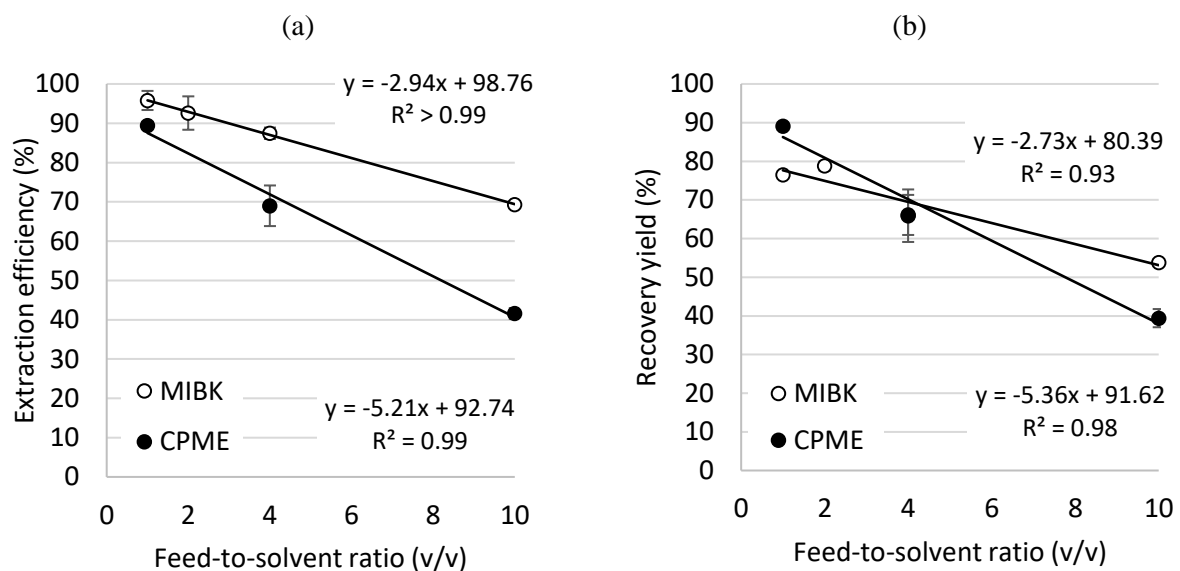 (a)
y = -2.94x + 98.76
R² > 0.99
Extraction efficiency (%)
100
90
80
70
60
50
40
30
20
10
0
MIBK
CPME
y = -5.21x + 92.74
R² = 0.99
0 2 4 6 8 10
Feed-to-solvent ratio (v/v)
(b)
y = -2.73x + 80.39
R² = 0.93
Recovery yield (%)
100
90
80
70
60
50
40
30
20
10
0
MIBK
CPME
y = -5.36x + 91.62
R² = 0.98
0 2 4 6 8 10
Feed-to-solvent ratio (v/v)